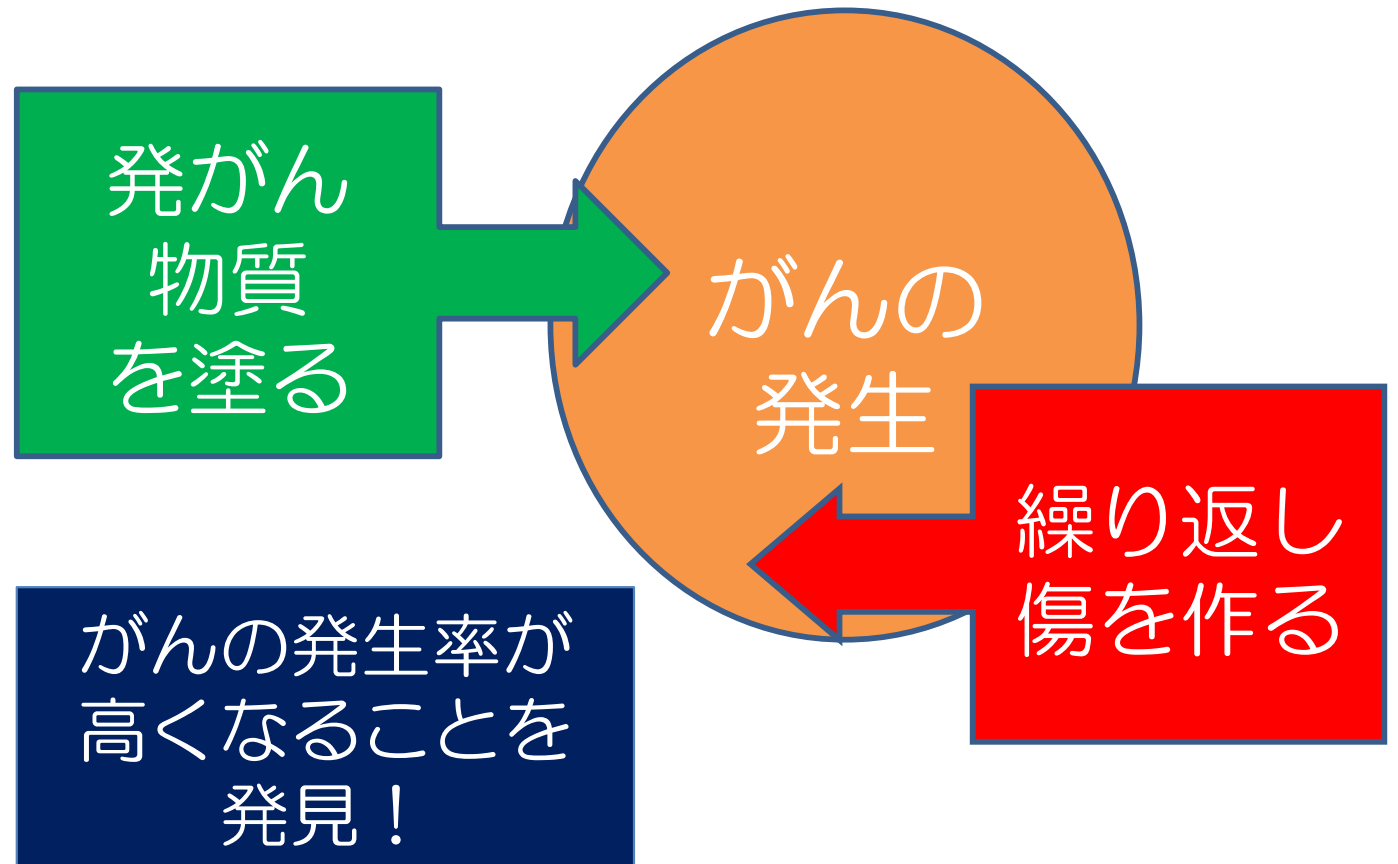 発がん
物質
を塗る
がんの
発生
繰り返し
傷を作る
がんの発生率が
高くなることを
発見！